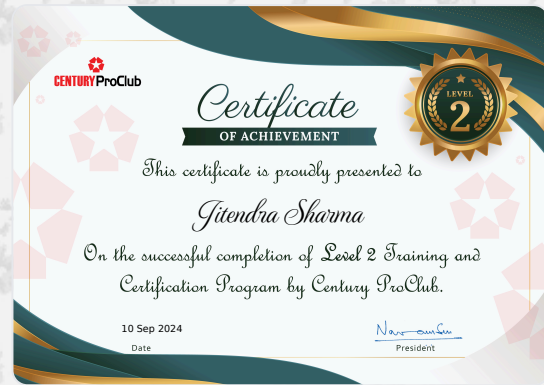 CENTURY ProClub
LEVEL
2
Certificate
OF ACHIEVEMENT
This certificate is proudly presented to
Jitendra Sharma
On the successful completion of Level 2 Training and
Certification Program by Century ProClub.
10 Sep 2024
Date
President